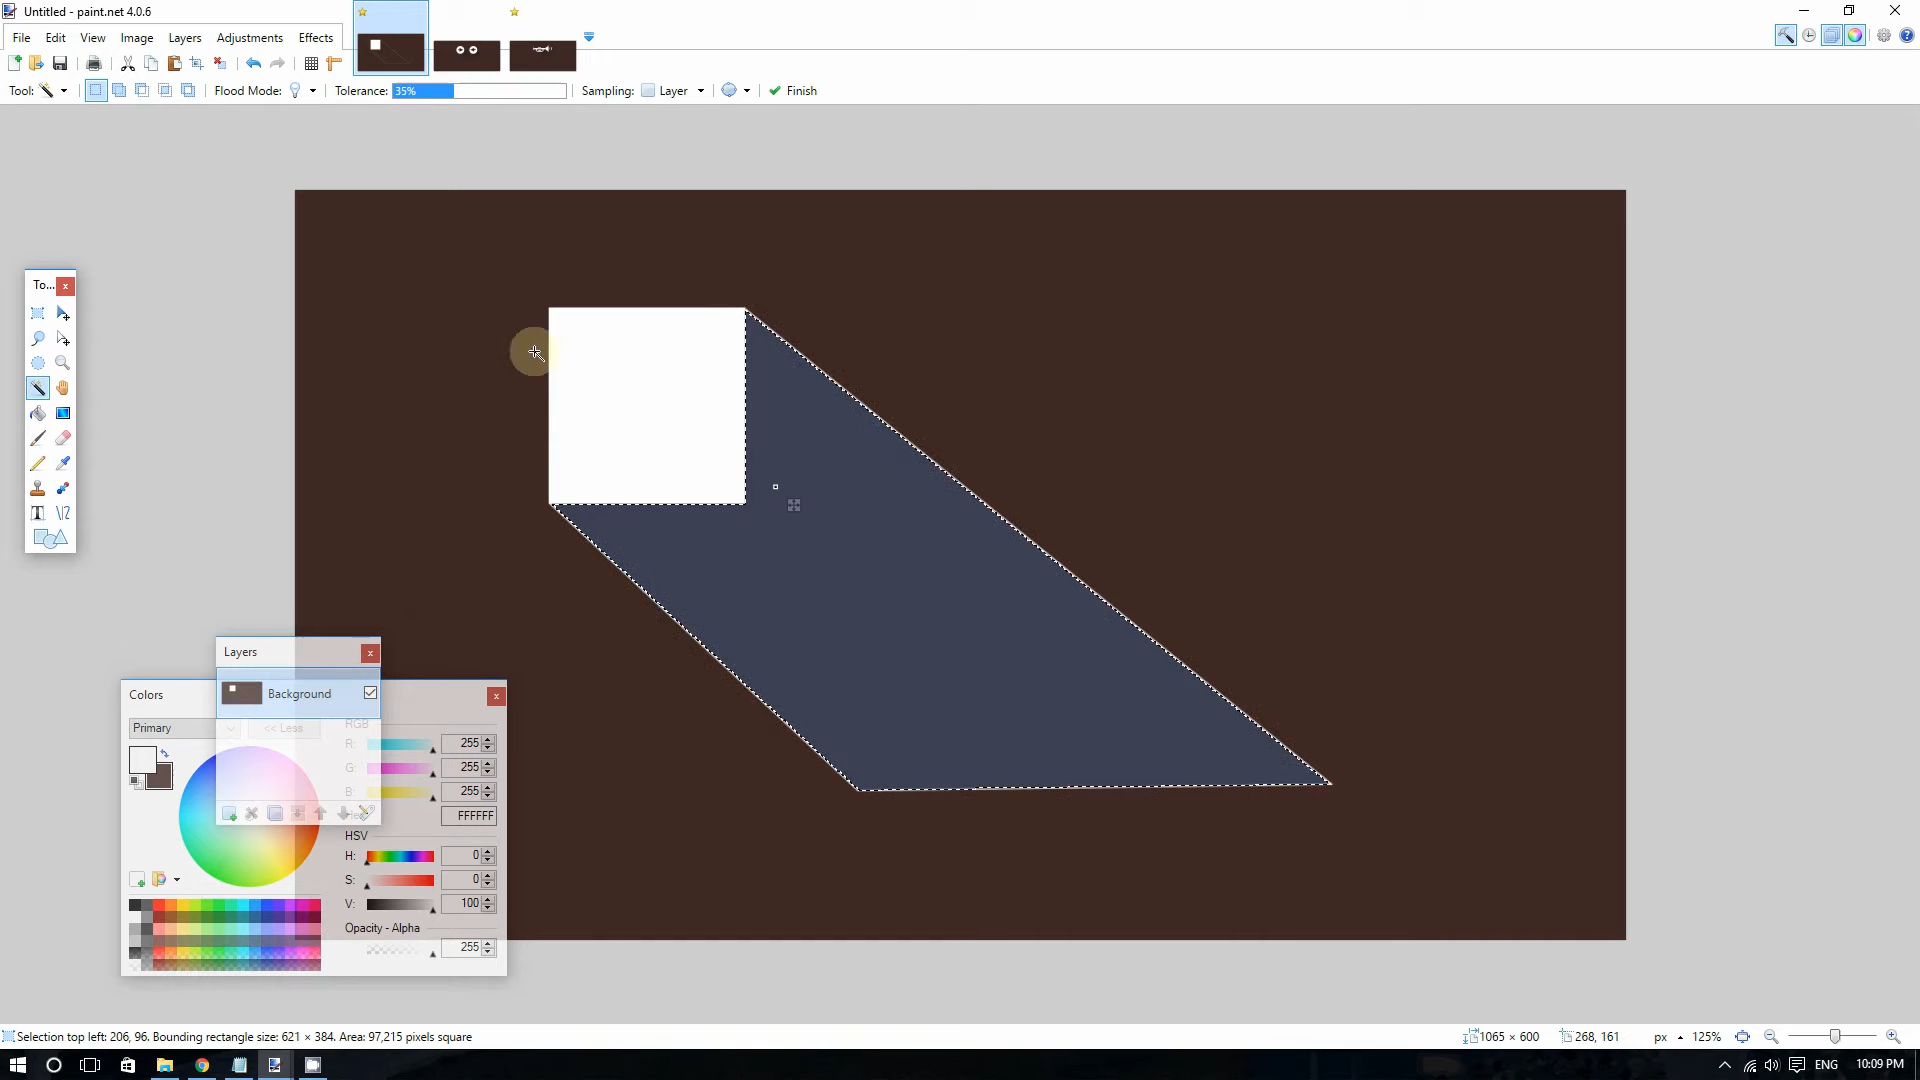 Untitled - paint.net 4.0.6
File Edit View Image Layers Adjustments Effects
Tool: Flood Mode: Tolerance: 35% Sampling: Layer Finish
To...
Layers
Background
Colors
Primary
<< Less
RGB
R: 255
G: 255
B: 255
FFFFFF
HSV
H: 0
S: 0
V: 100
Opacity - Alpha
255
Selection top left: 206, 96. Bounding rectangle size: 621 × 384. Area: 97,215 pixels square
1065 × 600 268, 161 px 125%
ENG 10:09 PM